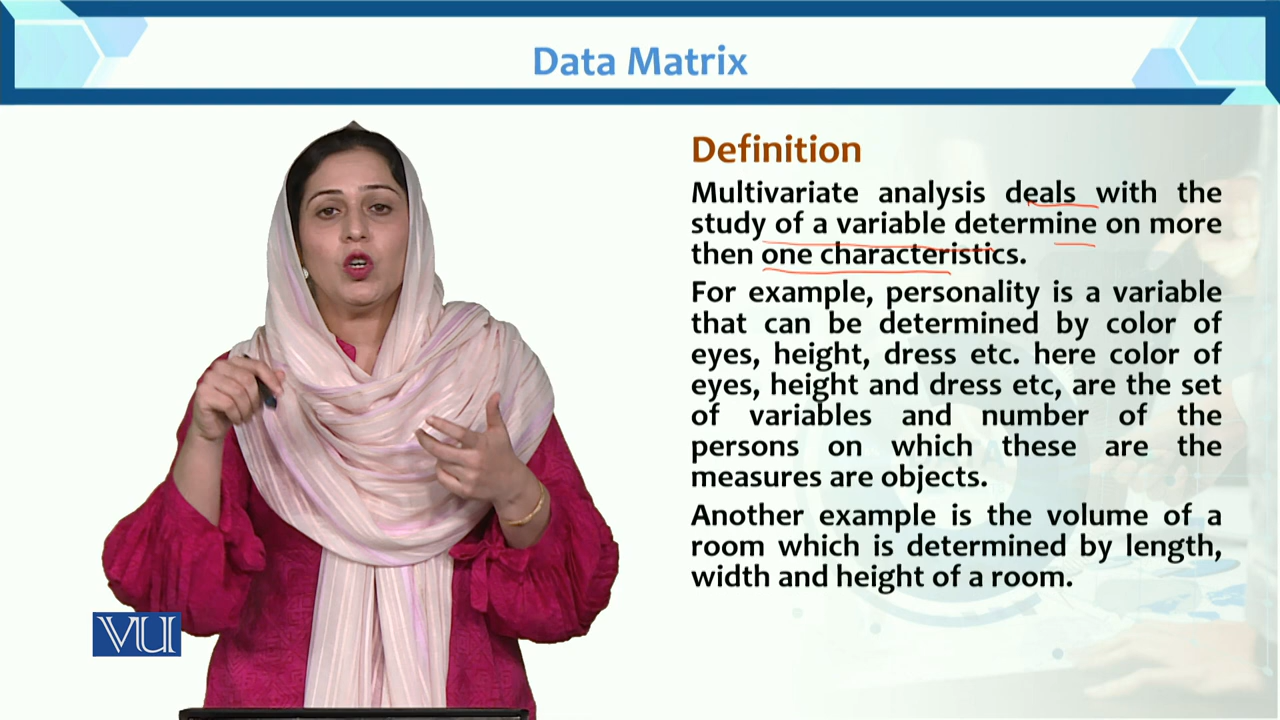 Data Matrix
Definition
Multivariate analysis deals with the
study of a variable determine on more
then one characteristics.
For example, personality is a variable
that can be determined by color of
eyes, height, dress etc. here color of
eyes, height and dress etc, are the set
of variables and number of the
persons on which these are the
measures are objects.
Another example is the volume of a
room which is determined by length,
width and height of a room.
VU